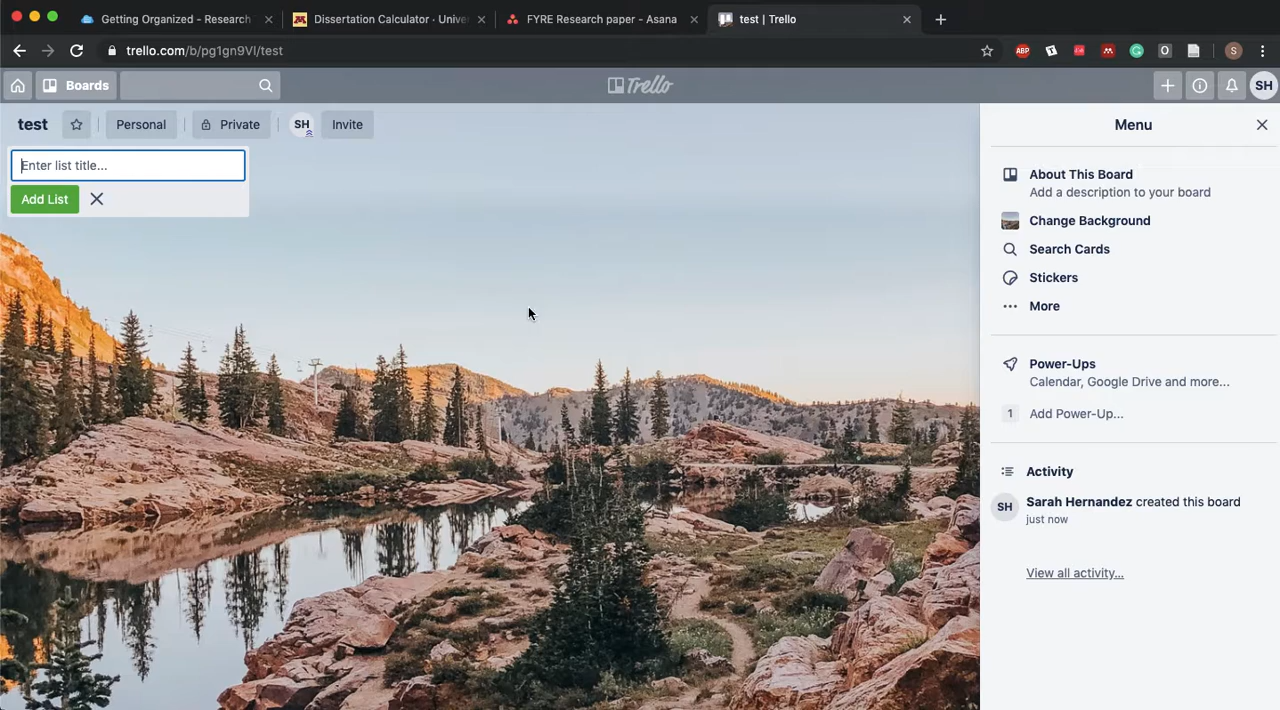 Getting Organized - Research
Dissertation Calculator · Unive
FYRE Research paper - Asana
test | Trello
trello.com/b/pg1gn9Vl/test
ABP
S
Boards
Trello
SH
test
Personal
Private
SH
Invite
Enter list title...
Add List
Menu
About This Board
Add a description to your board
Change Background
Search Cards
Stickers
More
Power-Ups
Calendar, Google Drive and more...
1
Add Power-Up...
Activity
SH
Sarah Hernandez created this board
just now
View all activity...